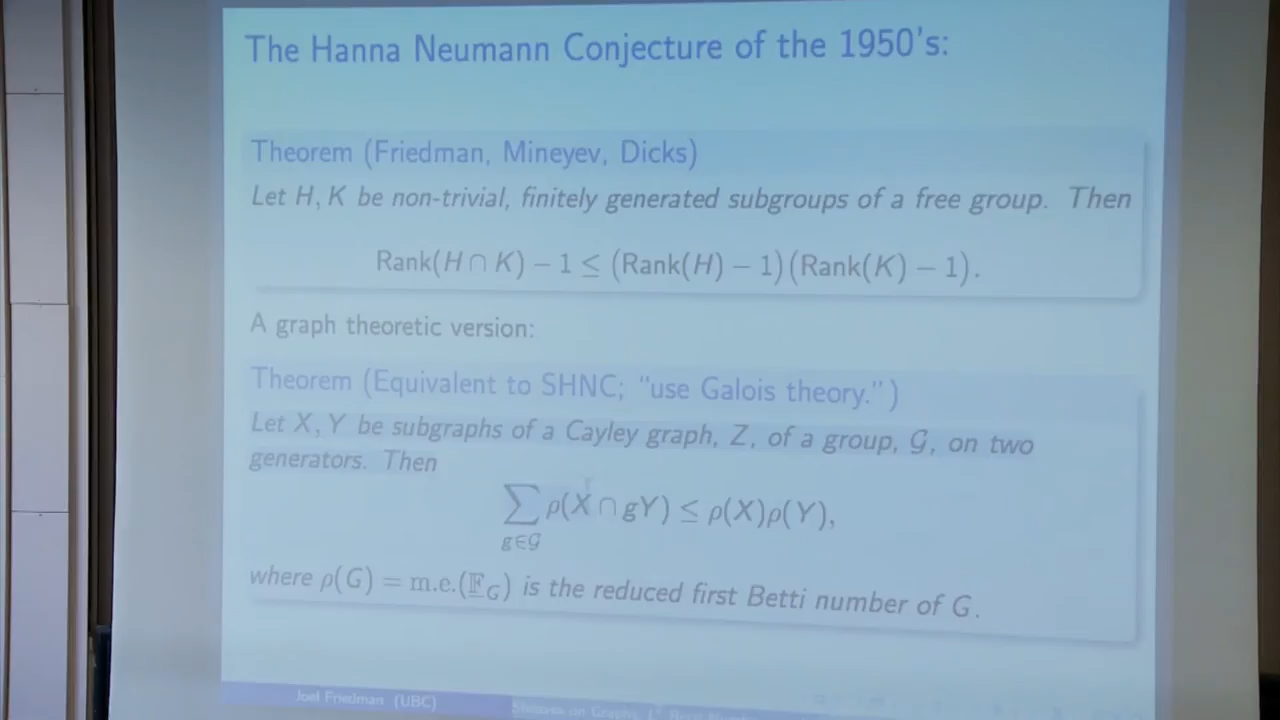 The Hanna Neumann Conjecture of the 1950's:
Theorem (Friedman, Mineyev, Dicks)
Let H, K be non-trivial, finitely generated subgroups of a free group. Then
Rank(H ∩ K) − 1 ≤ (Rank(H) − 1)(Rank(K) − 1).
A graph theoretic version:
Theorem (Equivalent to SHNC; "use Galois theory.")
Let X, Y be subgraphs of a Cayley graph, Z, of a group, 𝒢, on two
generators. Then
∑_{g∈𝒢} ρ(X ∩ gY) ≤ ρ(X)ρ(Y),
where ρ(G) = m.e.(𝔽_G) is the reduced first Betti number of G.
Joel Friedman (UBC)
Sheaves on Graphs,